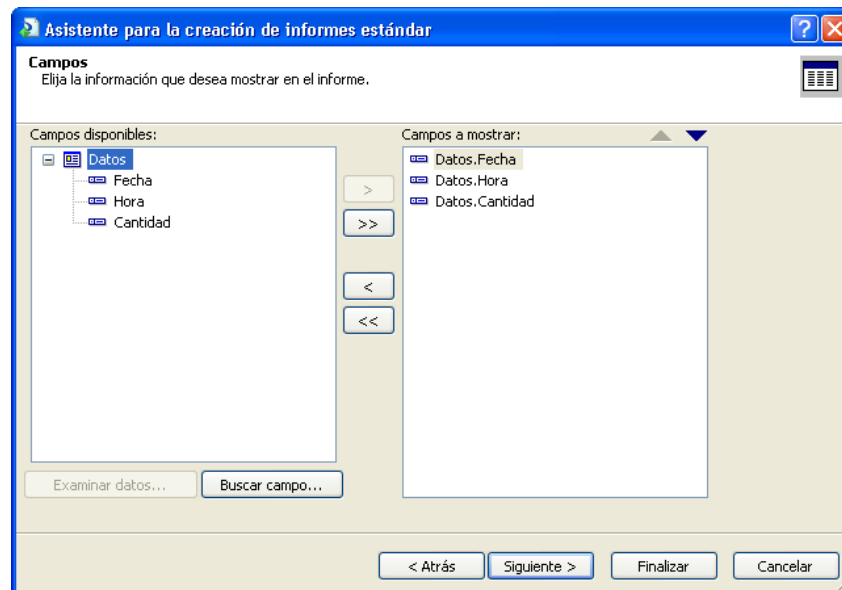 Asistente para la creación de informes estándar
Campos
Elija la información que desea mostrar en el informe.
Campos disponibles:
Datos
Fecha
Hora
Cantidad
>
>>
<
<<
Campos a mostrar:
Datos.Fecha
Datos.Hora
Datos.Cantidad
Examinar datos...
Buscar campo...
< Atrás
Siguiente >
Finalizar
Cancelar